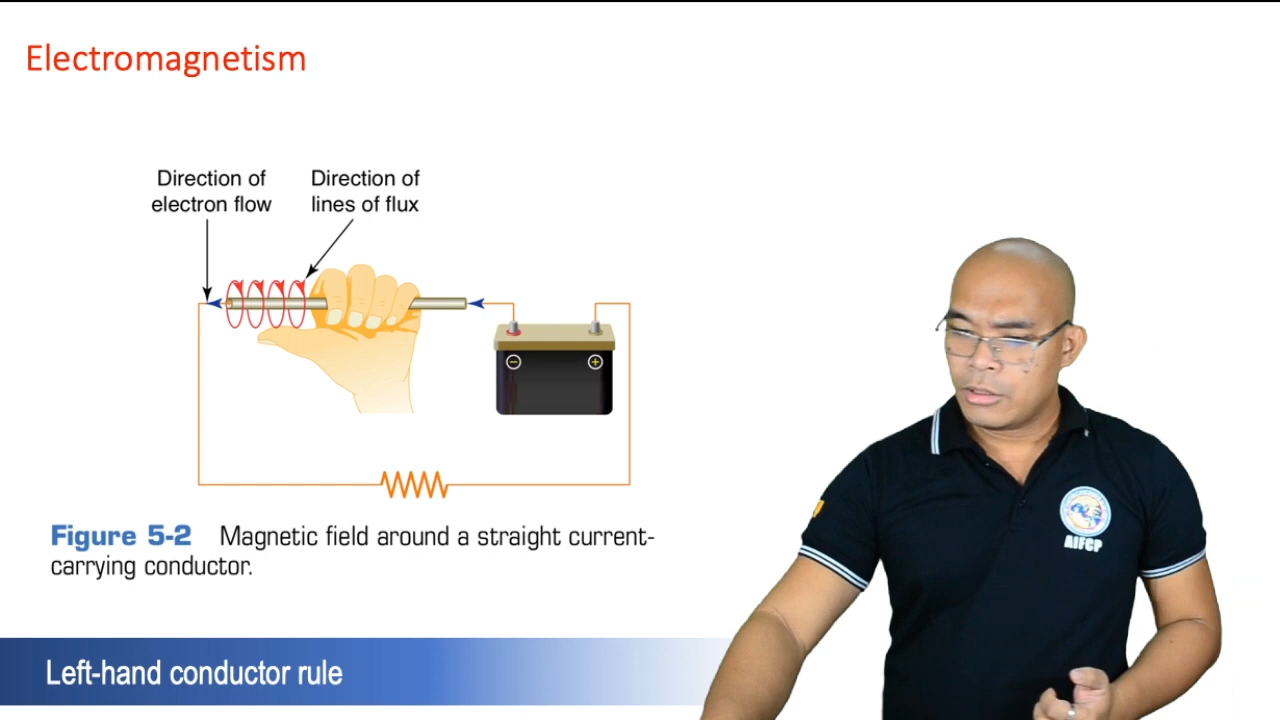 Electromagnetism
Direction of
electron flow
Direction of
lines of flux
− +
Figure 5-2 Magnetic field around a straight current-
carrying conductor.
AIFCP
Left-hand conductor rule